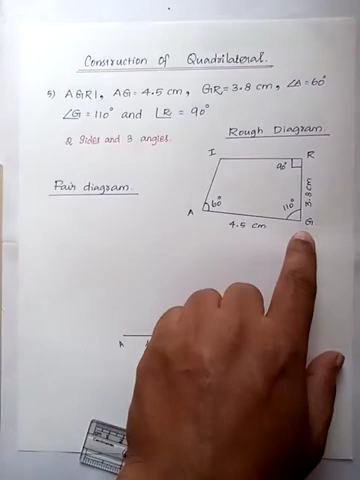 Construction of Quadrilateral.
5) AGRI, AG = 4.5 cm, GR = 3.8 cm, ∠A = 60°
∠G = 110° and ∠R = 90°
2 sides and 3 angles.
Rough Diagram.
I R
90°
Fair diagram.
3.8 cm
A 60° 110° G
4.5 cm
A